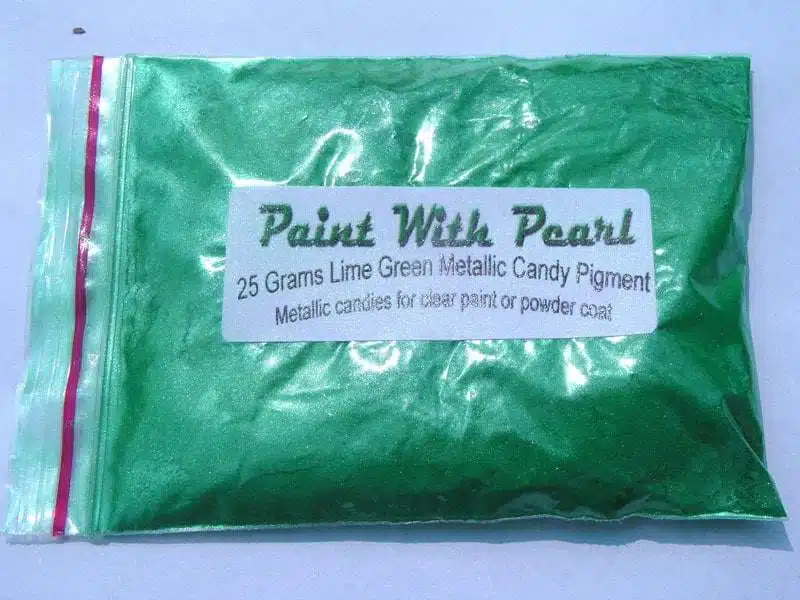 Paint With Pearl
25 Grams Lime Green Metallic Candy Pigment
Metallic candies for clear paint or powder coat